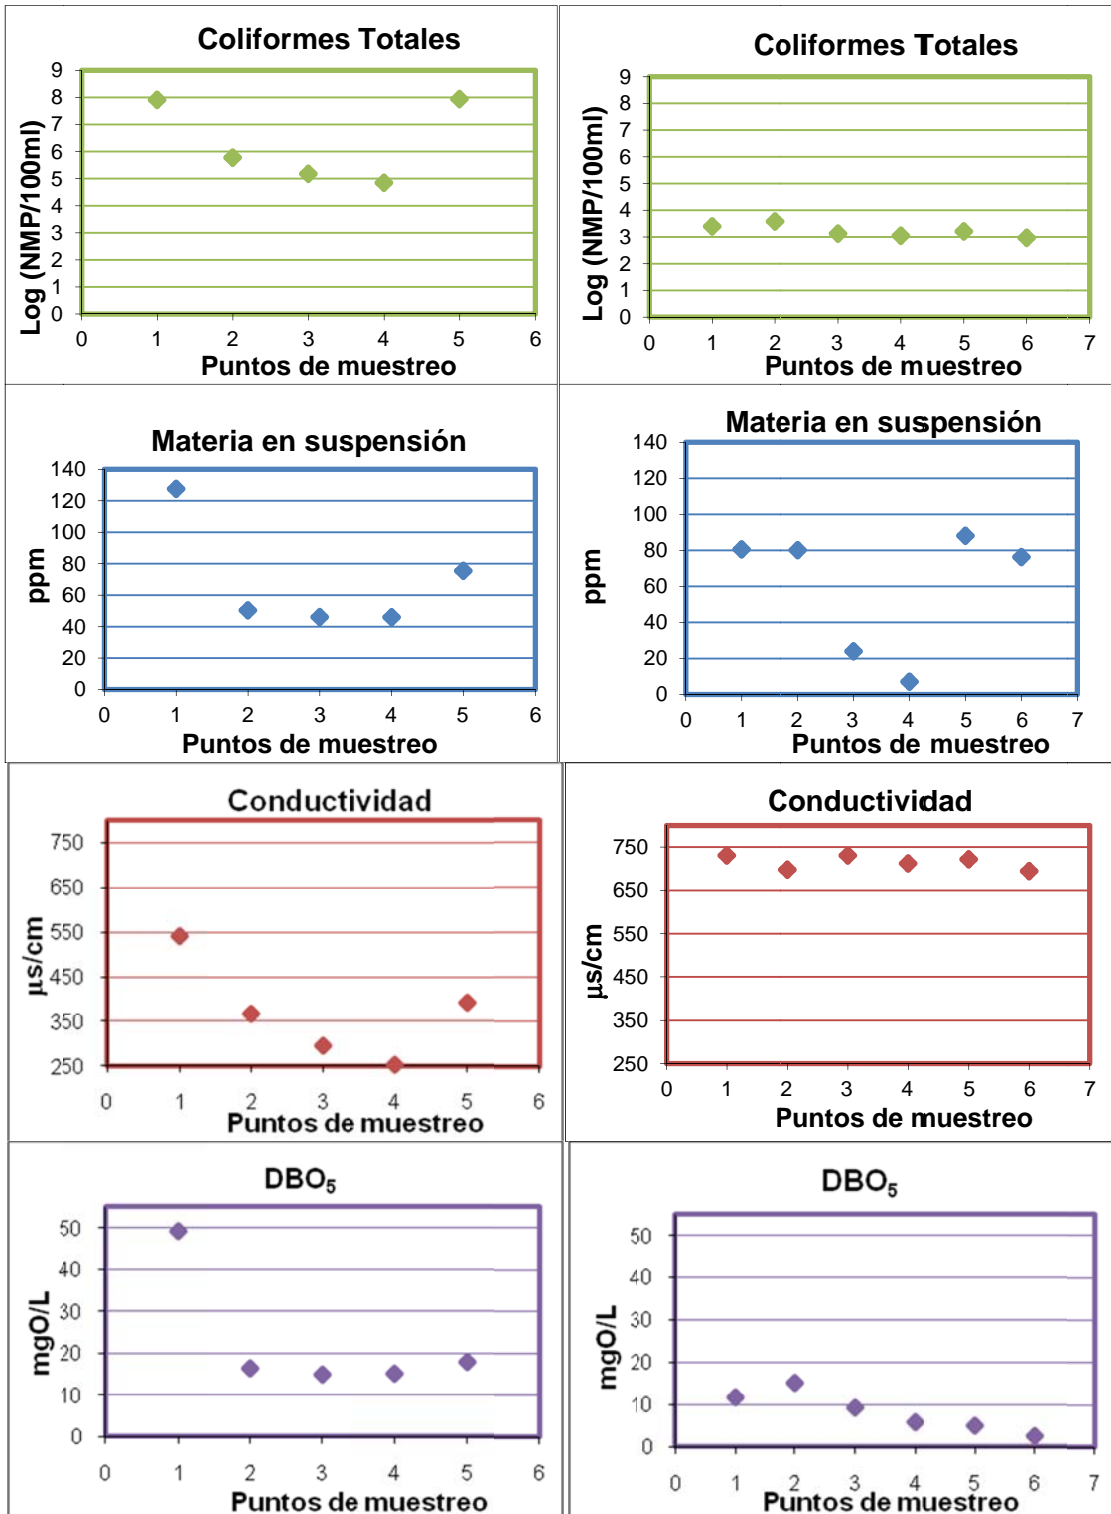 Coliformes Totales
Log (NMP/100ml)
9
8
7
6
5
4
3
2
1
0
0 1 2 3 4 5 6
Puntos de muestreo
Coliformes Totales
Log (NMP/100ml)
9
8
7
6
5
4
3
2
1
0
0 1 2 3 4 5 6 7
Puntos de muestreo
Materia en suspensión
ppm
140
120
100
80
60
40
20
0
0 1 2 3 4 5 6
Puntos de muestreo
Materia en suspensión
ppm
140
120
100
80
60
40
20
0
0 1 2 3 4 5 6 7
Puntos de muestreo
Conductividad
µs/cm
750
650
550
450
350
250
0 1 2 3 4 5 6
Puntos de muestreo
Conductividad
µs/cm
750
650
550
450
350
250
0 1 2 3 4 5 6 7
Puntos de muestreo
DBO₅
mgO/L
50
40
30
20
10
0
0 1 2 3 4 5 6
Puntos de muestreo
DBO₅
mgO/L
50
40
30
20
10
0
0 1 2 3 4 5 6 7
Puntos de muestreo